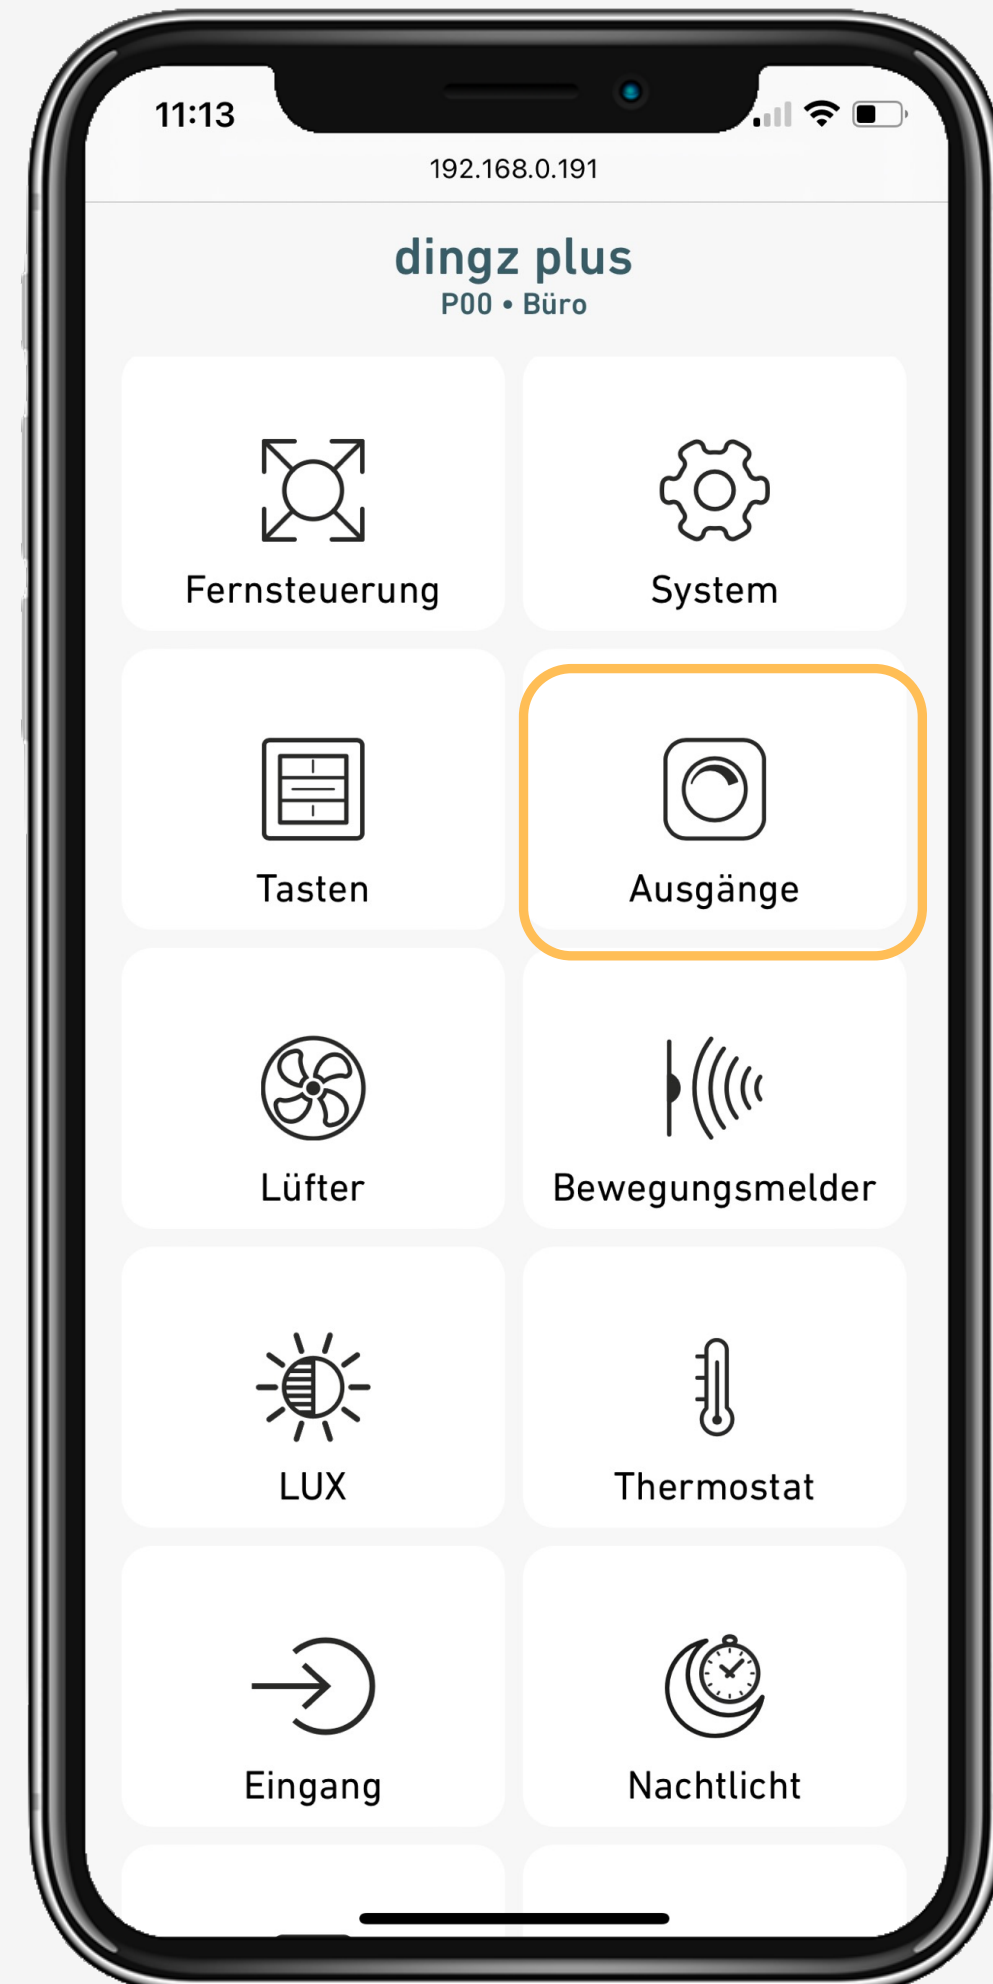 11:13
192.168.0.191
dingz plus
P00 • Büro
Fernsteuerung
System
Tasten
Ausgänge
Lüfter
Bewegungsmelder
LUX
Thermostat
Eingang
Nachtlicht